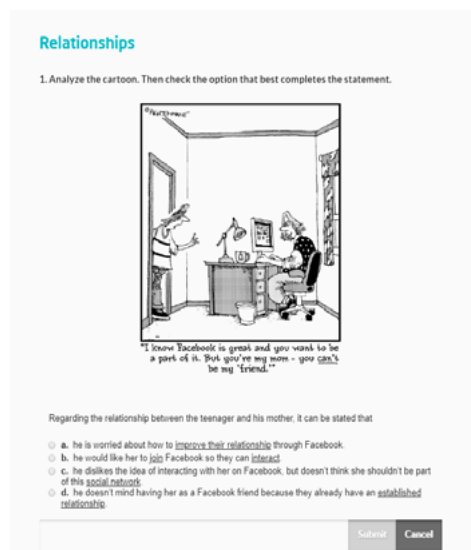 Relationships
1. Analyze the cartoon. Then check the option that best completes the statement.
"I know Facebook is great and you want to be
a part of it. But you're my mom - you can't
be my 'friend.'"
Regarding the relationship between the teenager and his mother, it can be stated that
a. he is worried about how to improve their relationship through Facebook.
b. he would like her to join Facebook so they can interact.
c. he dislikes the idea of interacting with her on Facebook, but doesn't think she shouldn't be part
of this social network.
d. he doesn't mind having her as a Facebook friend because they already have an established
relationship.
Submit
Cancel